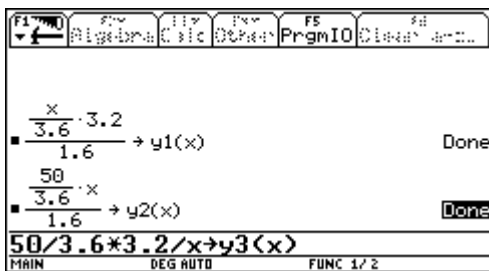 F1 Algebra Calc Other F5 PrgmIO Clean Up
x/3.6·3.2/1.6 → y1(x) Done
50/3.6·x/1.6 → y2(x) Done
50/3.6*3.2/x→y3(x)
MAIN DEG AUTO FUNC 1/2